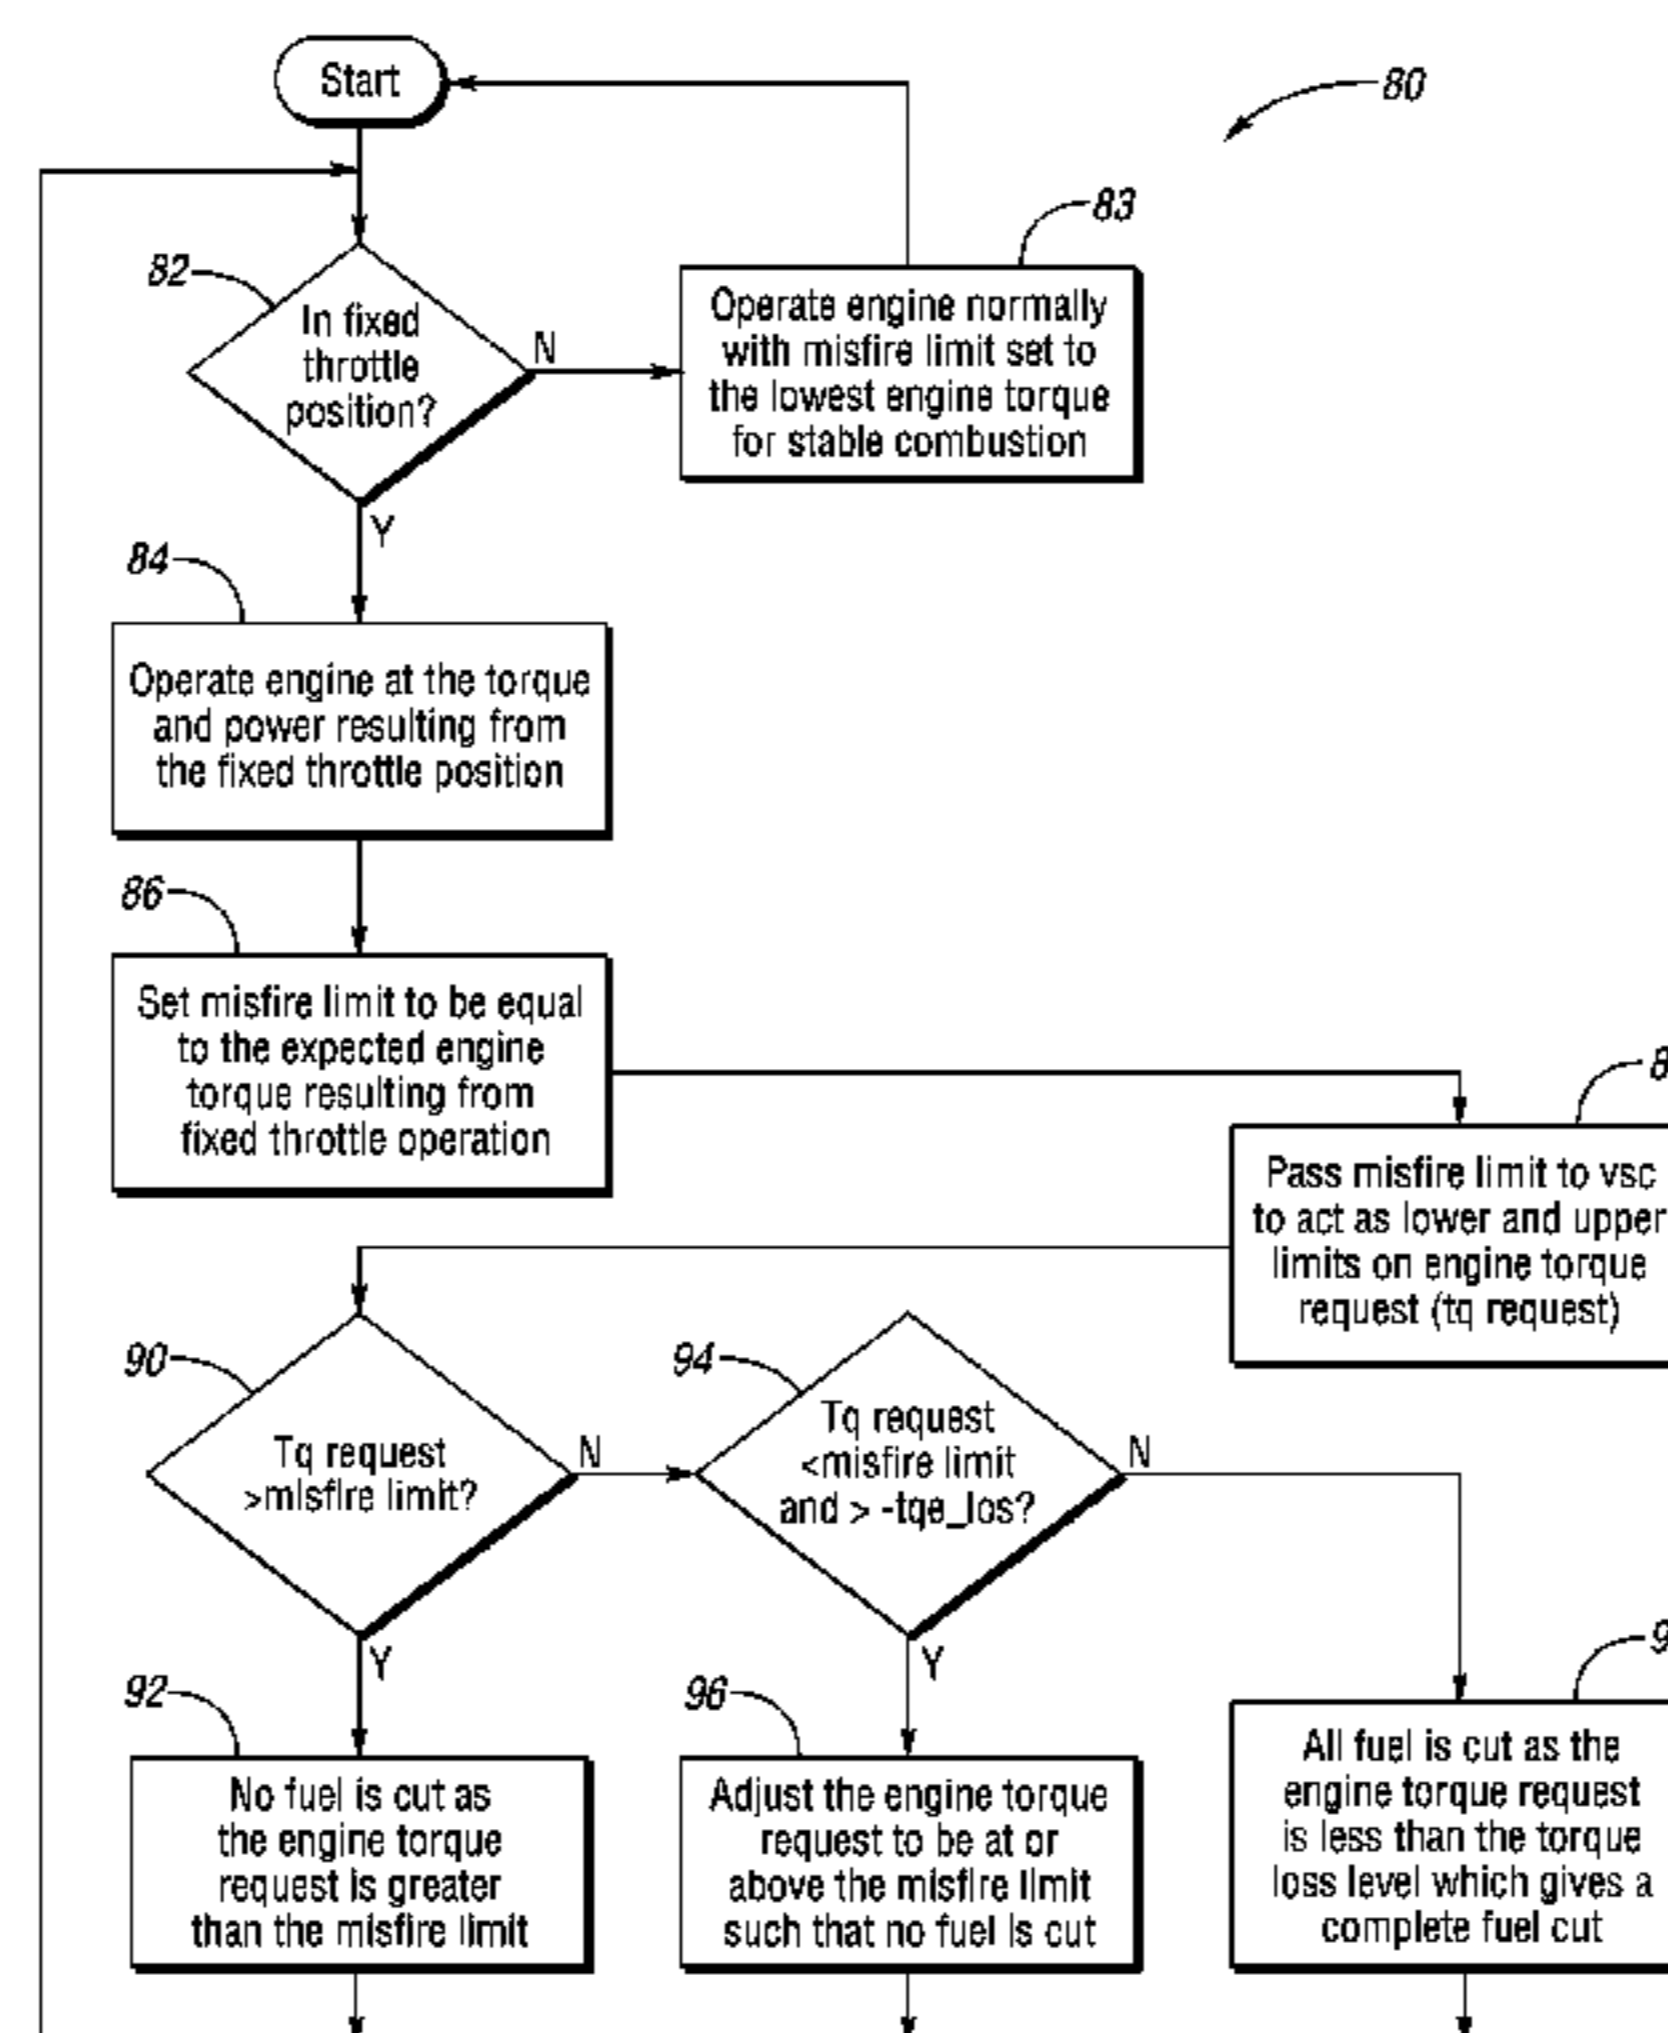 Start
80
83
82
In fixed
throttle
position?
N
Operate engine normally
with misfire limit set to
the lowest engine torque
for stable combustion
Y
84
Operate engine at the torque
and power resulting from
the fixed throttle position
86
Set misfire limit to be equal
to the expected engine
torque resulting from
fixed throttle operation
8
Pass misfire limit to vsc
to act as lower and upper
limits on engine torque
request (tq request)
90
Tq request
>misfire limit?
N
94
Tq request
<misfire limit
and > -tqe_los?
N
Y
Y
92
No fuel is cut as
the engine torque
request is greater
than the misfire limit
96
Adjust the engine torque
request to be at or
above the misfire limit
such that no fuel is cut
9
All fuel is cut as the
engine torque request
is less than the torque
loss level which gives a
complete fuel cut